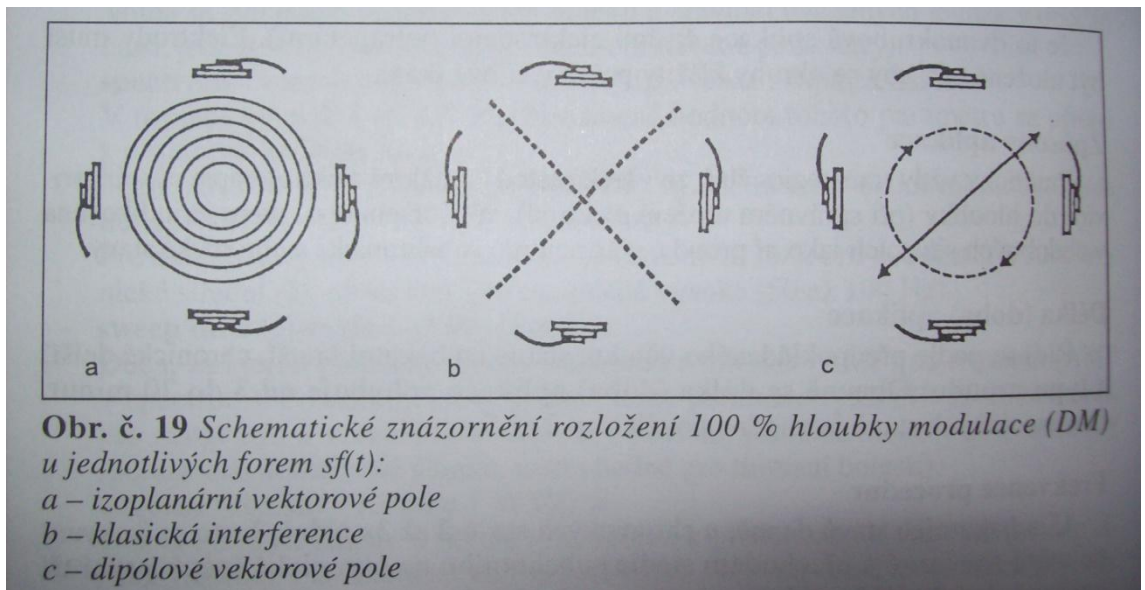 a
b
c
Obr. č. 19 Schematické znázornění rozložení 100 % hloubky modulace (DM)
u jednotlivých forem sf(t):
a – izoplanární vektorové pole
b – klasická interference
c – dipólové vektorové pole